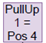 PullUp
1 =
Pos 4